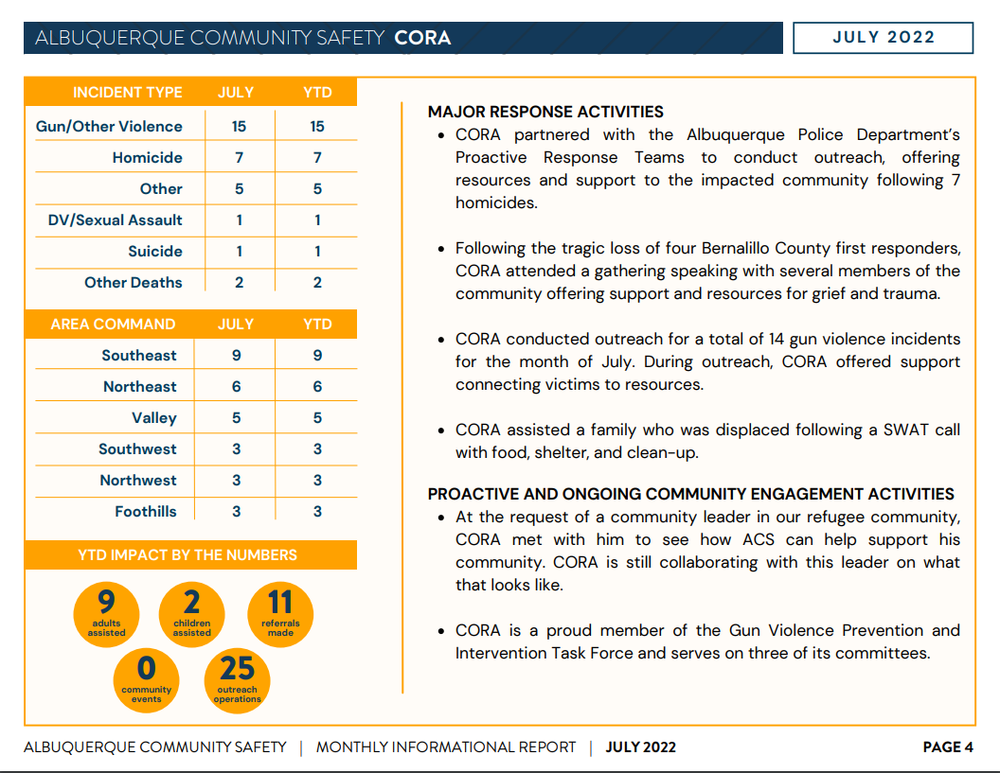 ALBUQUERQUE COMMUNITY SAFETY CORA
JULY 2022
INCIDENT TYPE JULY YTD
Gun/Other Violence 15 15
Homicide 7 7
Other 5 5
DV/Sexual Assault 1 1
Suicide 1 1
Other Deaths 2 2
AREA COMMAND JULY YTD
Southeast 9 9
Northeast 6 6
Valley 5 5
Southwest 3 3
Northwest 3 3
Foothills 3 3
YTD IMPACT BY THE NUMBERS
9
adults
assisted
2
children
assisted
11
referrals
made
0
community
events
25
outreach
operations
MAJOR RESPONSE ACTIVITIES
• CORA partnered with the Albuquerque Police Department's
Proactive Response Teams to conduct outreach, offering
resources and support to the impacted community following 7
homicides.
• Following the tragic loss of four Bernalillo County first responders,
CORA attended a gathering speaking with several members of the
community offering support and resources for grief and trauma.
• CORA conducted outreach for a total of 14 gun violence incidents
for the month of July. During outreach, CORA offered support
connecting victims to resources.
• CORA assisted a family who was displaced following a SWAT call
with food, shelter, and clean-up.
PROACTIVE AND ONGOING COMMUNITY ENGAGEMENT ACTIVITIES
• At the request of a community leader in our refugee community,
CORA met with him to see how ACS can help support his
community. CORA is still collaborating with this leader on what
that looks like.
• CORA is a proud member of the Gun Violence Prevention and
Intervention Task Force and serves on three of its committees.
ALBUQUERQUE COMMUNITY SAFETY | MONTHLY INFORMATIONAL REPORT | JULY 2022
PAGE 4